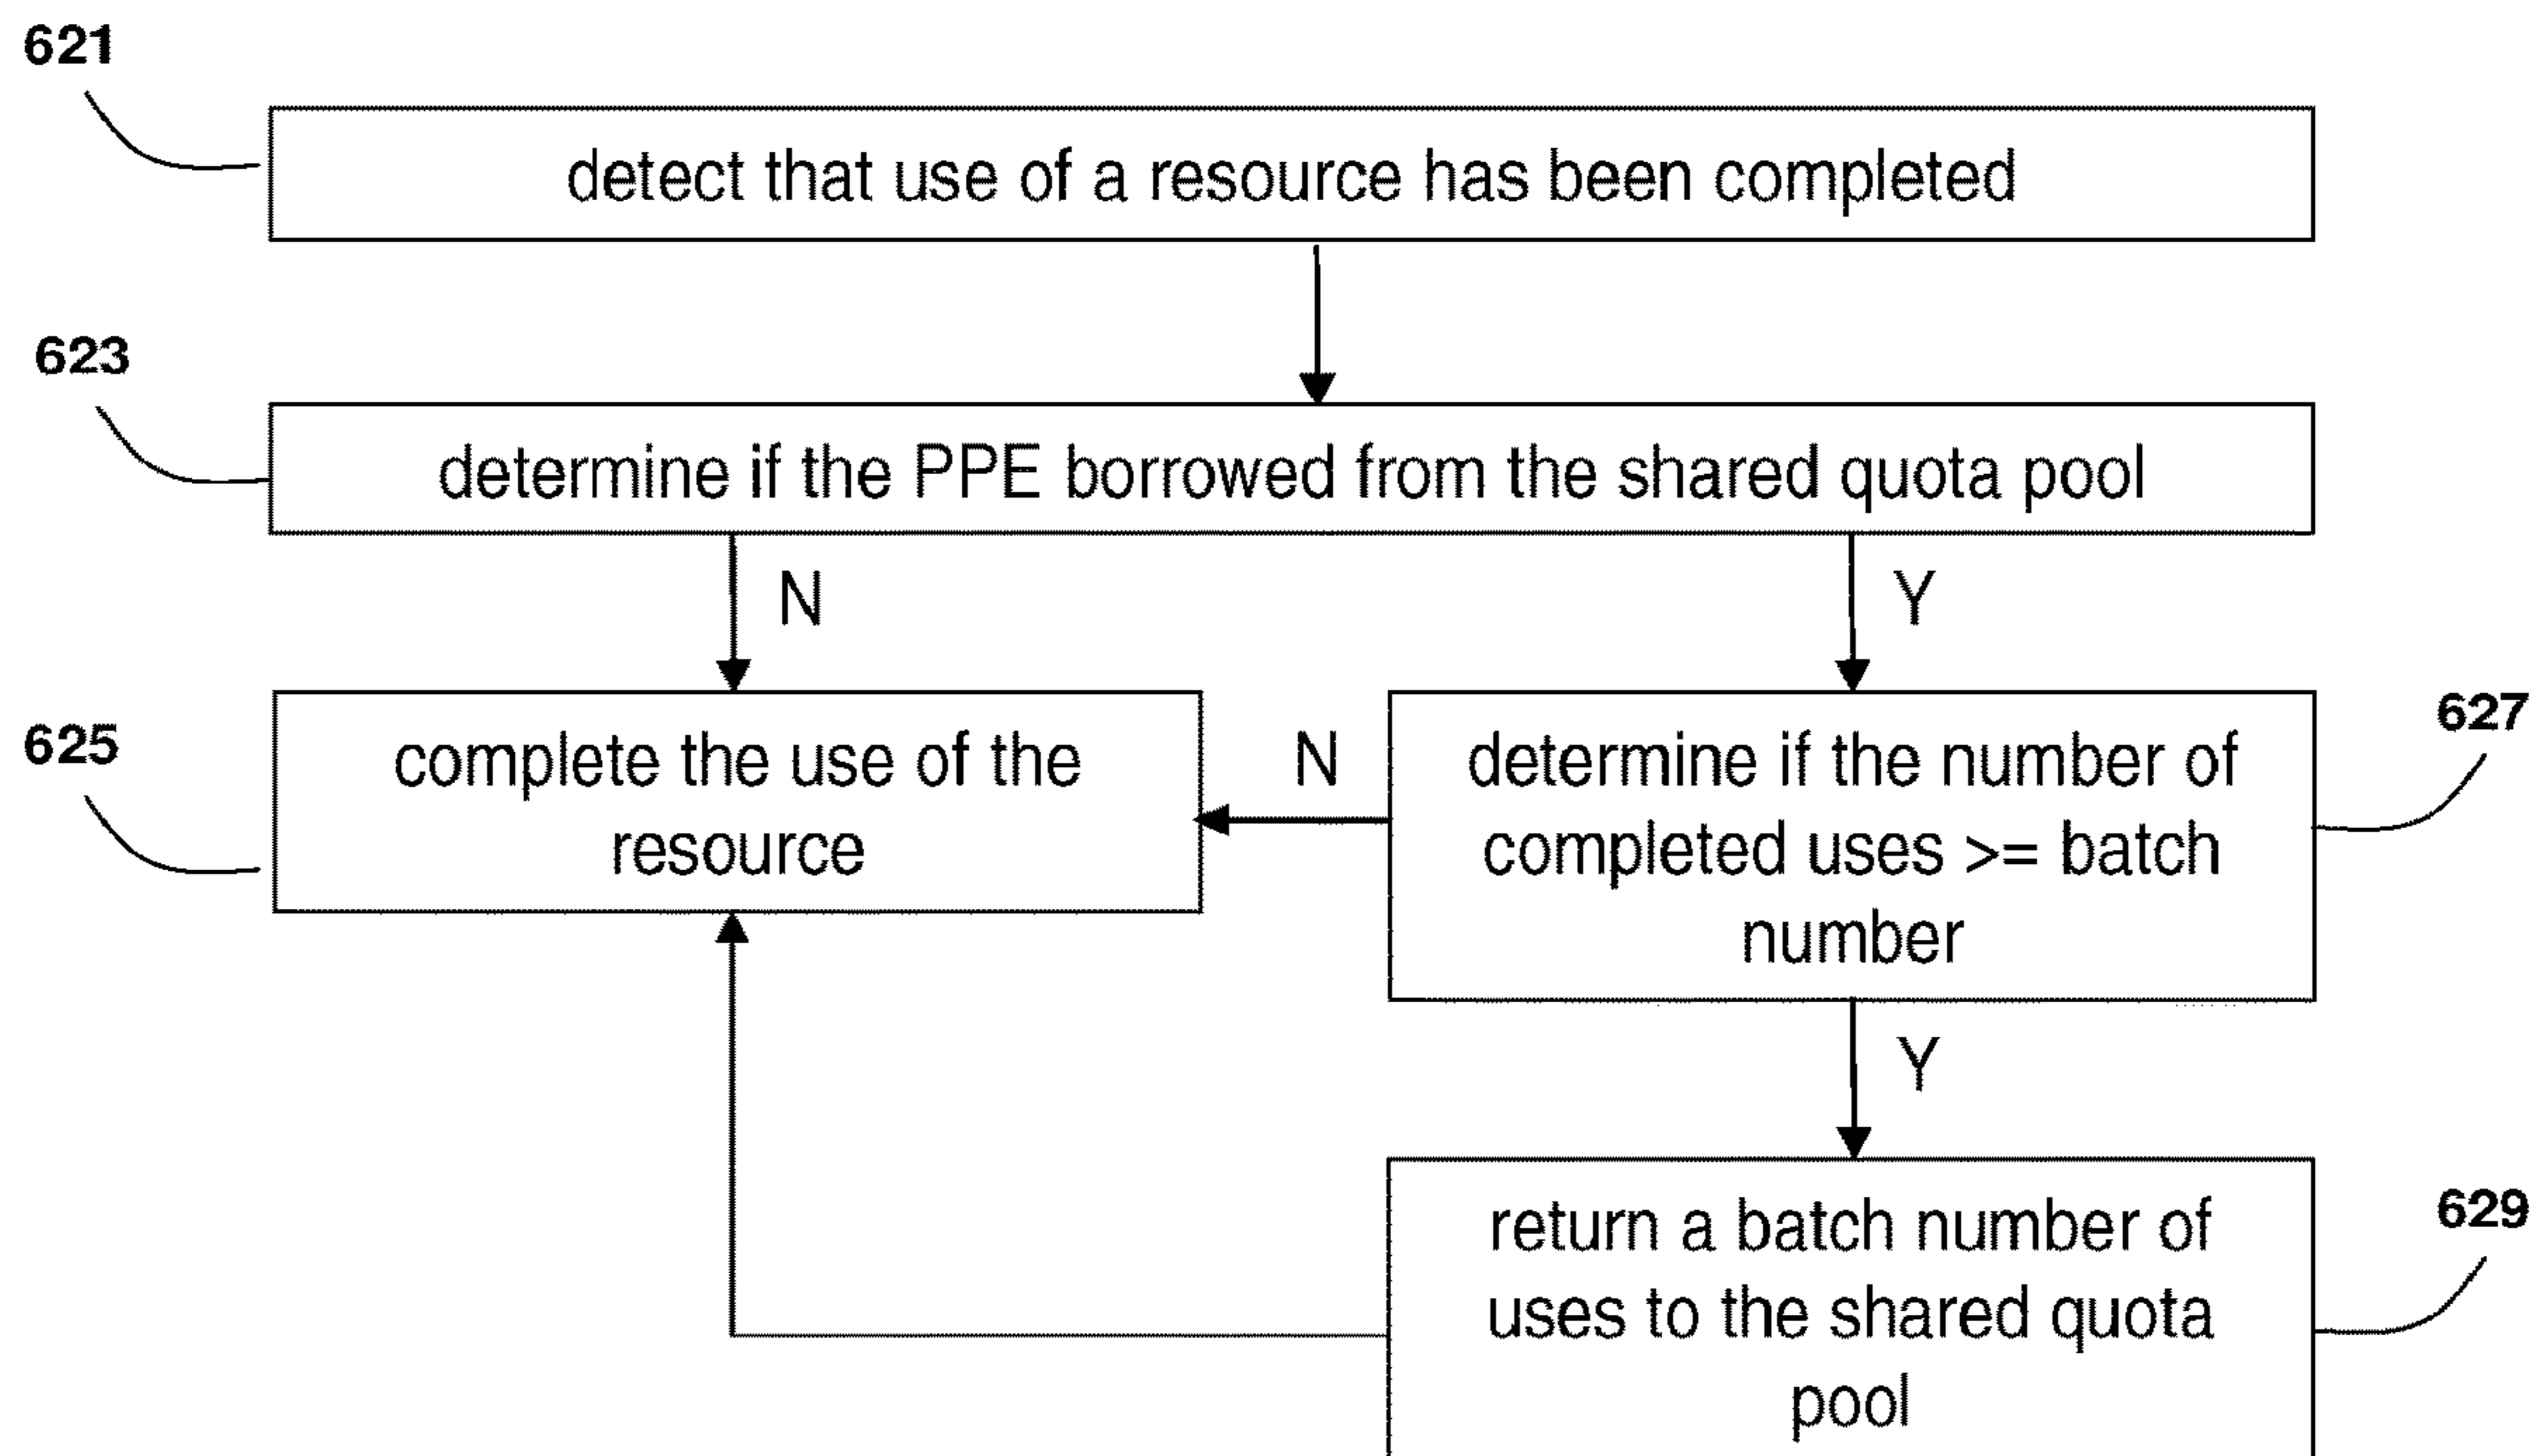 621
detect that use of a resource has been completed
623
determine if the PPE borrowed from the shared quota pool
N
Y
625
complete the use of the
resource
N
determine if the number of
completed uses >= batch
number
627
Y
return a batch number of
uses to the shared quota
pool
629